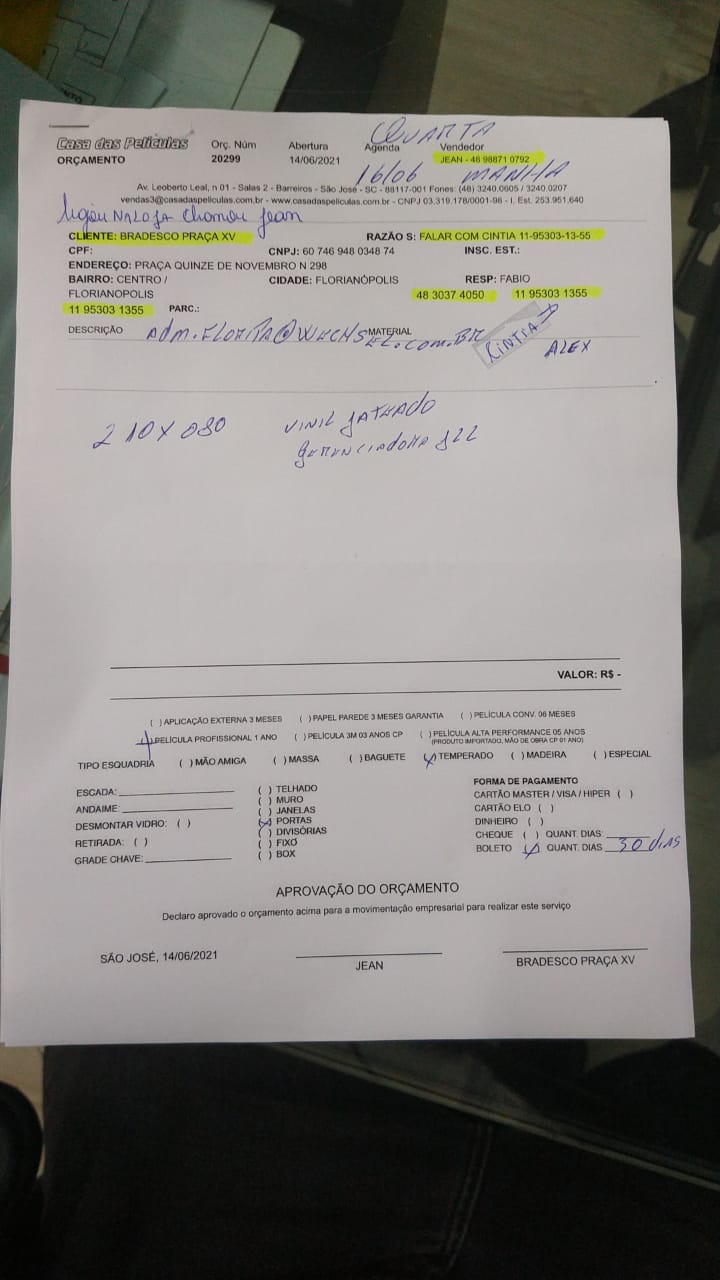 QUARTA
Casa das Películas Orç. Núm Abertura Agenda Vendedor
ORÇAMENTO 20299 14/06/2021 JEAN - 48 98871 0792
16/06 MANHA
Av. Leoberto Leal, n 01 - Salas 2 - Barreiros - São José - SC - 88117-001 Fones: (48) 3240.0605 / 3240.0207
vendas3@casadaspeliculas.com.br - www.casadaspeliculas.com.br - CNPJ 03.319.178/0001-98 - I. Est. 253.951.640
ligou NA LOJA chamou Jean
CLIENTE: BRADESCO PRAÇA XV RAZÃO S: FALAR COM CINTIA 11-95303-13-55
CPF: CNPJ: 60 746 948 0348 74 INSC. EST.:
ENDEREÇO: PRAÇA QUINZE DE NOVEMBRO N 298
BAIRRO: CENTRO / CIDADE: FLORIANÓPOLIS RESP: FABIO
FLORIANOPOLIS 48 3037 4050 11 95303 1355
11 95303 1355 PARC.:
DESCRIÇÃO MATERIAL
CINTIA
ALEX
2 10 X 080 VINIL JATEADO
GERENCIADORA JLL
VALOR: R$ -
( ) APLICAÇÃO EXTERNA 3 MESES ( ) PAPEL PAREDE 3 MESES GARANTIA ( ) PELÍCULA CONV. 06 MESES
(X) PELÍCULA PROFISSIONAL 1 ANO ( ) PELÍCULA 3M 03 ANOS CP ( ) PELÍCULA ALTA PERFORMANCE 05 ANOS
(PRODUTO IMPORTADO, MÃO DE OBRA CP 01 ANO)
TIPO ESQUADRIA ( ) MÃO AMIGA ( ) MASSA ( ) BAGUETE (X) TEMPERADO ( ) MADEIRA ( ) ESPECIAL
ESCADA: ( ) TELHADO FORMA DE PAGAMENTO
( ) MURO CARTÃO MASTER / VISA / HIPER ( )
ANDAIME: ( ) JANELAS CARTÃO ELO ( )
DESMONTAR VIDRO: ( ) (X) PORTAS DINHEIRO ( )
( ) DIVISÓRIAS CHEQUE ( ) QUANT. DIAS:
RETIRADA: ( ) ( ) FIXO BOLETO (X) QUANT. DIAS 30 dias
GRADE CHAVE: ( ) BOX
APROVAÇÃO DO ORÇAMENTO
Declaro aprovado o orçamento acima para a movimentação empresarial para realizar este serviço
SÃO JOSÉ, 14/06/2021 JEAN BRADESCO PRAÇA XV